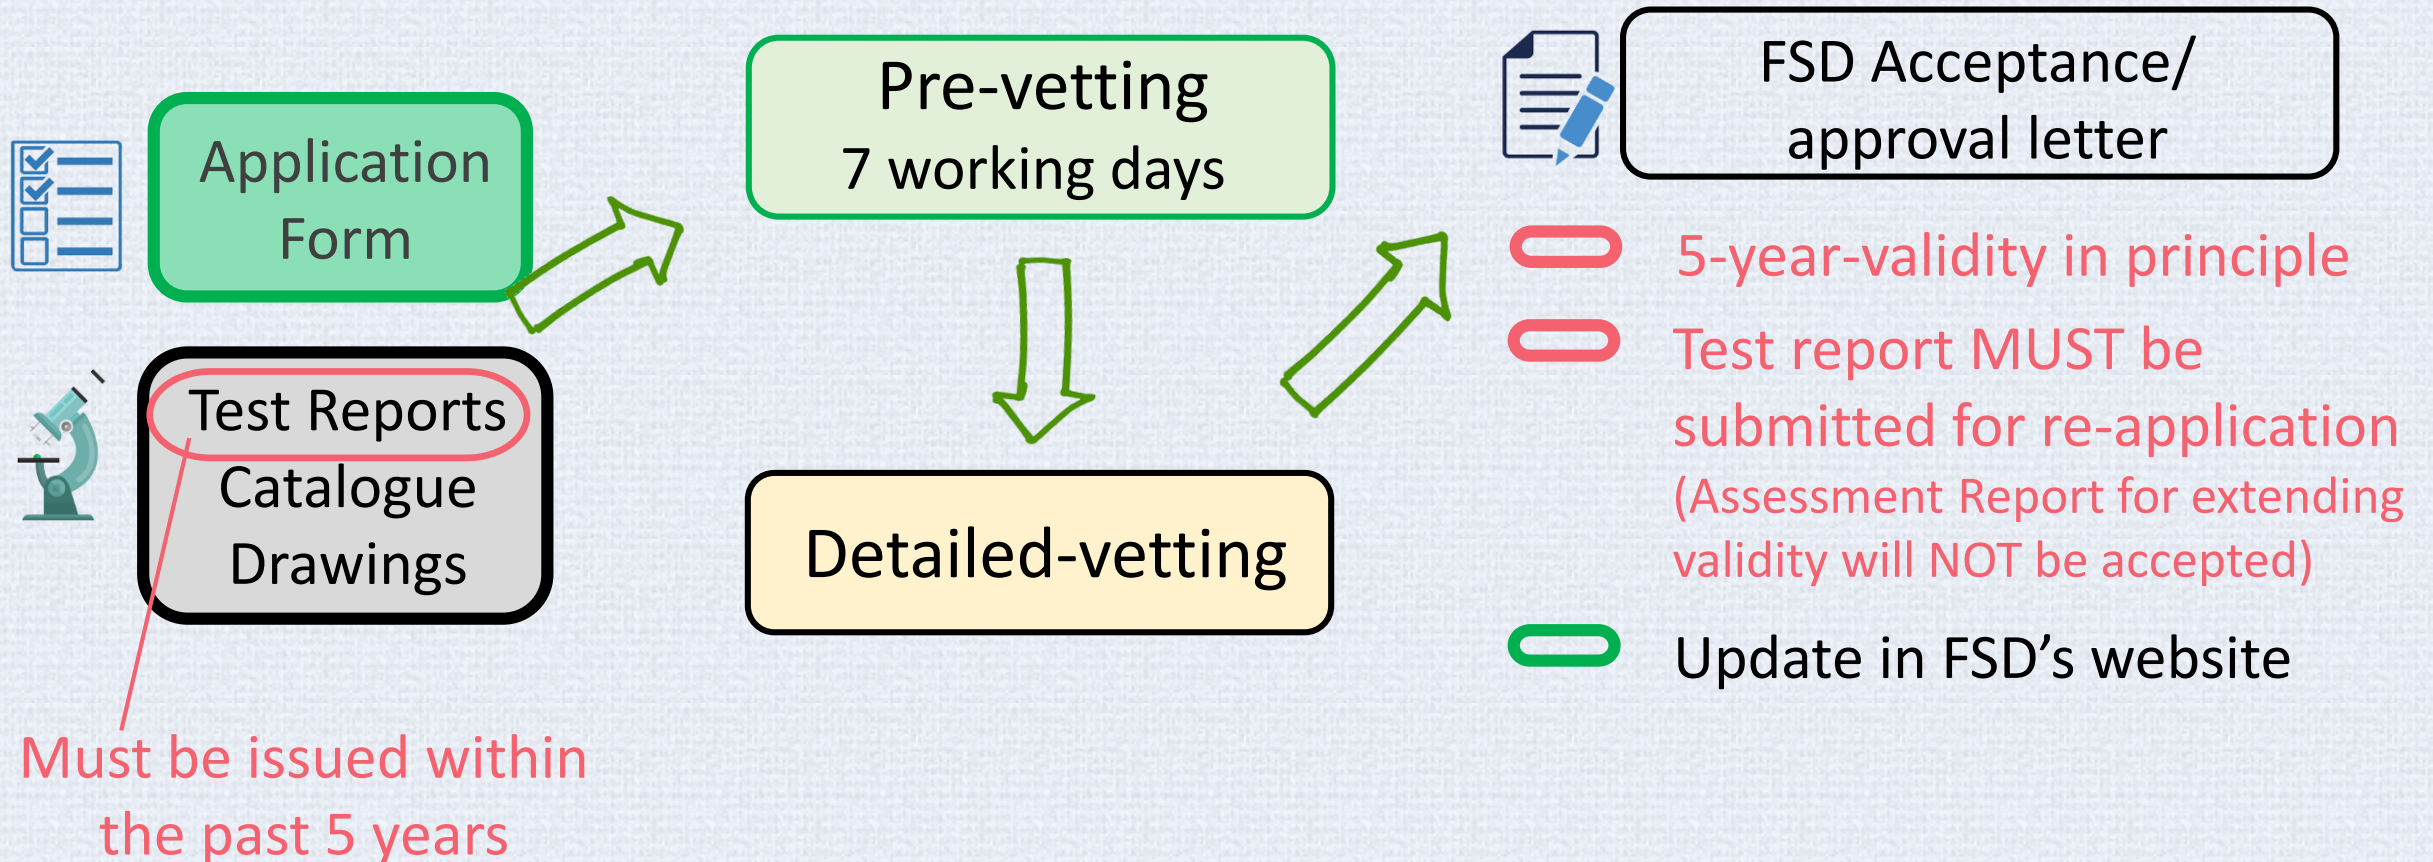 Application
Form
Test Reports
Catalogue
Drawings
Must be issued within
the past 5 years
Pre-vetting
7 working days
Detailed-vetting
FSD Acceptance/
approval letter
5-year-validity in principle
Test report MUST be
submitted for re-application
(Assessment Report for extending
validity will NOT be accepted)
Update in FSD’s website